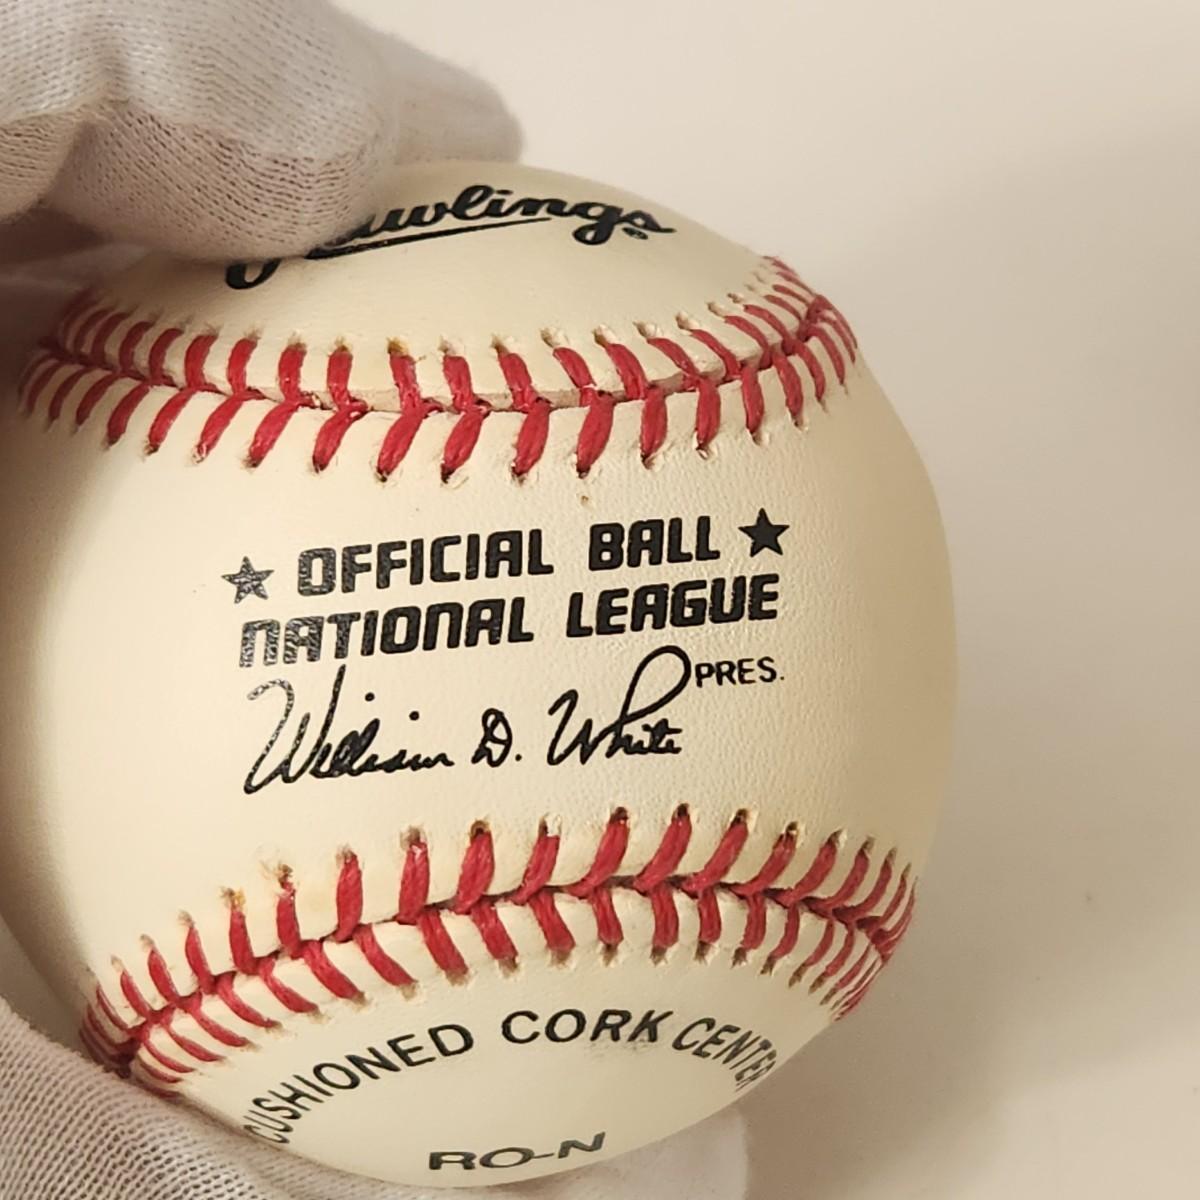 Rawlings®
★ OFFICIAL BALL ★
NATIONAL LEAGUE
William D. White PRES.
CUSHIONED CORK CENTER
RO-N